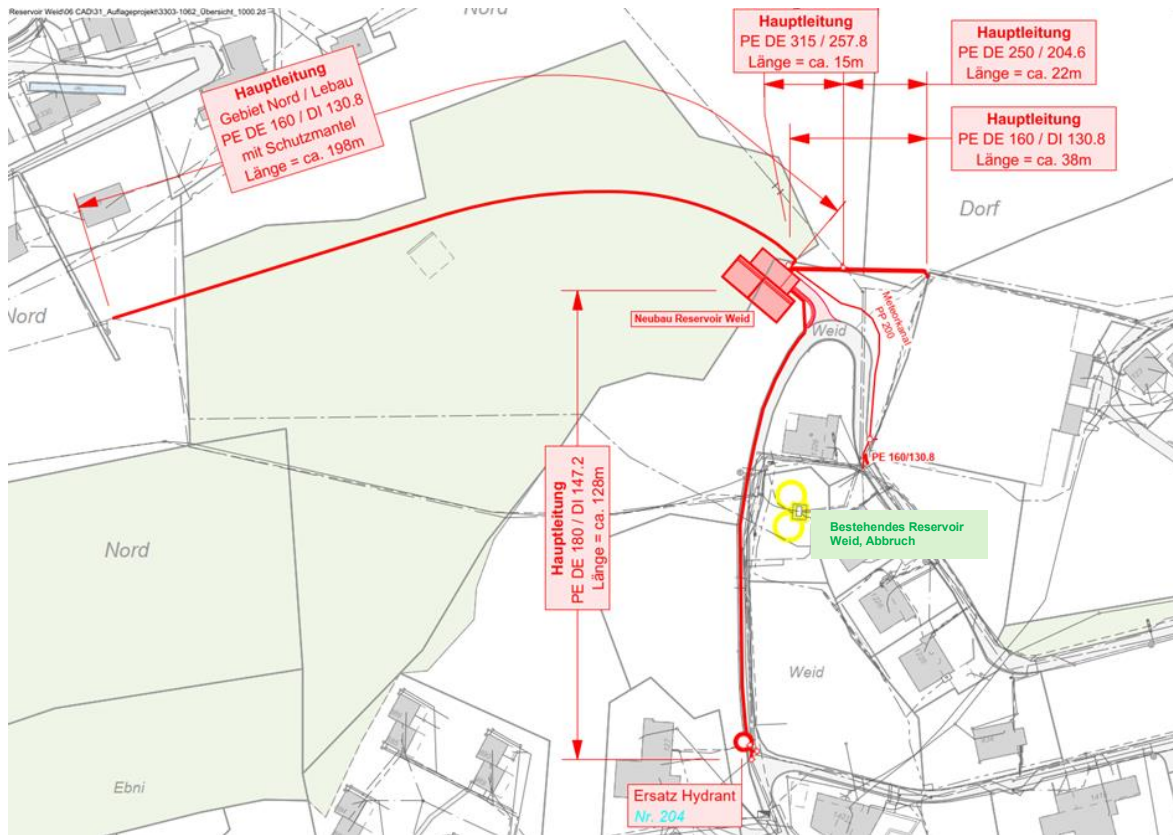 Reservoir Weid\06 CAD\31_Auflageprojekt\3303-1062_Übersicht_1000.2d
Nord
Hauptleitung
Gebiet Nord / Lebau
PE DE 160 / DI 130.8
mit Schutzmantel
Länge = ca. 198m
Hauptleitung
PE DE 315 / 257.8
Länge = ca. 15m
Hauptleitung
PE DE 250 / 204.6
Länge = ca. 22m
Hauptleitung
PE DE 160 / DI 130.8
Länge = ca. 38m
Dorf
Nord
Neubau Reservoir Weid
Weid
Meteorkanal
PP 200
PE 160/130.8
Hauptleitung
PE DE 180 / DI 147.2
Länge = ca. 128m
Bestehendes Reservoir
Weid, Abbruch
Nord
Weid
Ebni
Ersatz Hydrant
Nr. 204